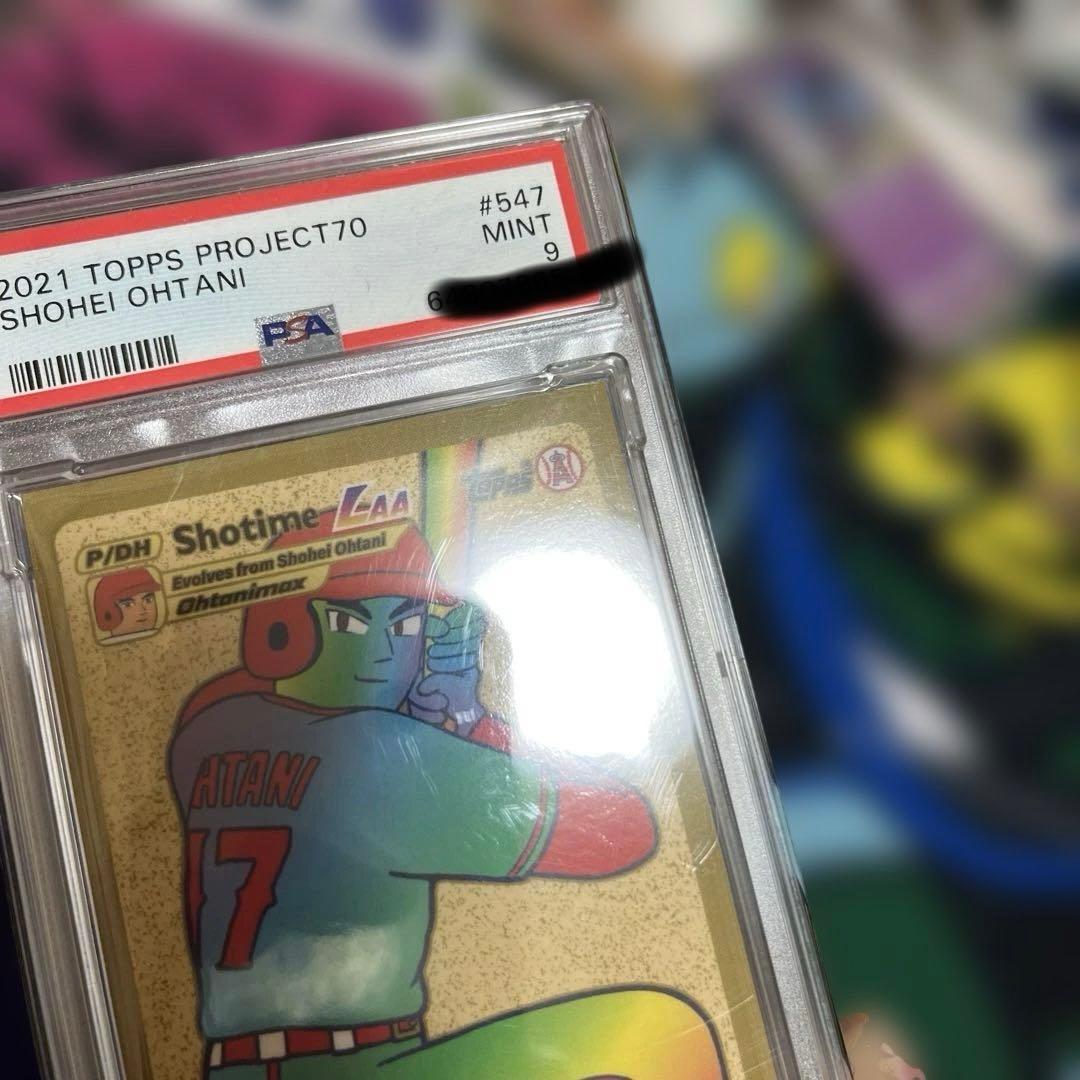 2021 TOPPS PROJECT70
#547
SHOHEI OHTANI
MINT
9
6
PSA
P/DH
Shotime LAA
Topps
A
Evolves from Shohei Ohtani
Ohtanimax
HTANI
17